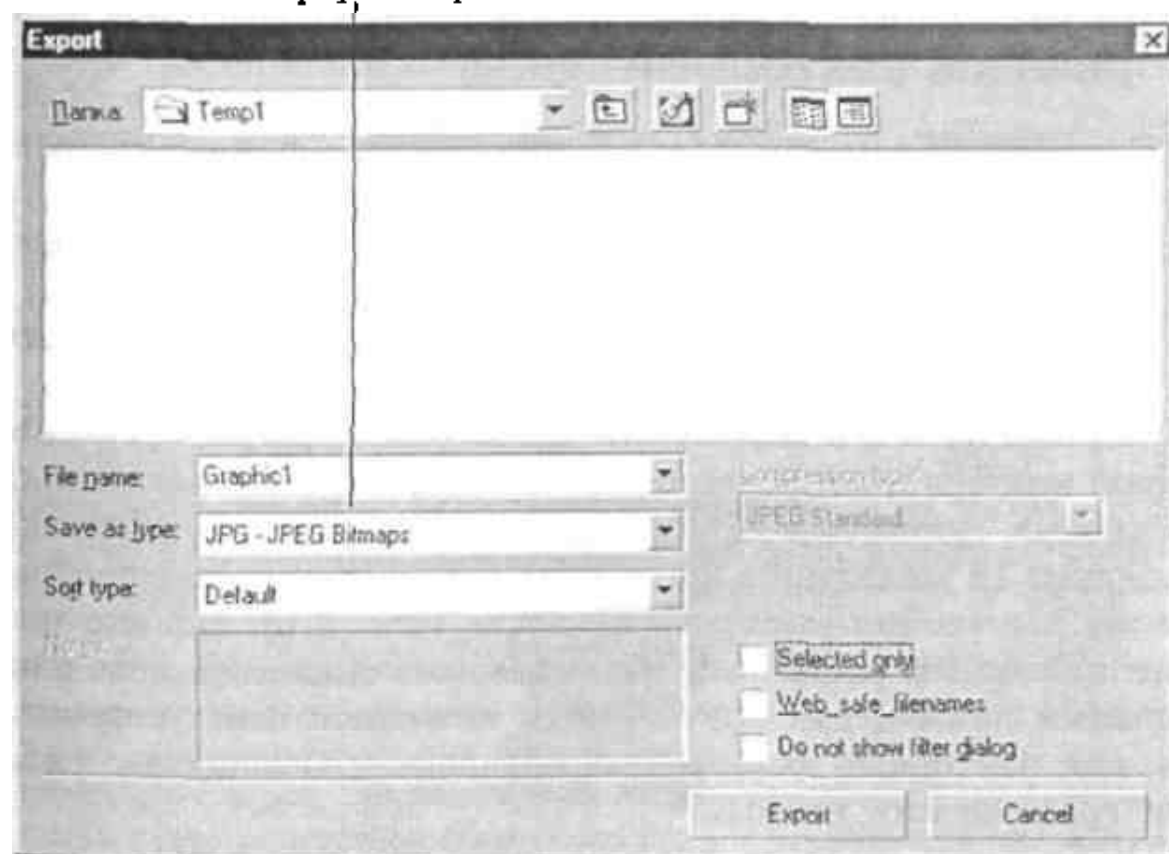 Export
Папка: Temp1
File name: Graphic1
Compression type:
Save as type: JPG - JPEG Bitmaps
JPEG Standard
Sort type: Default
Notes:
Selected only
Web_safe_filenames
Do not show filter dialog
Export Cancel